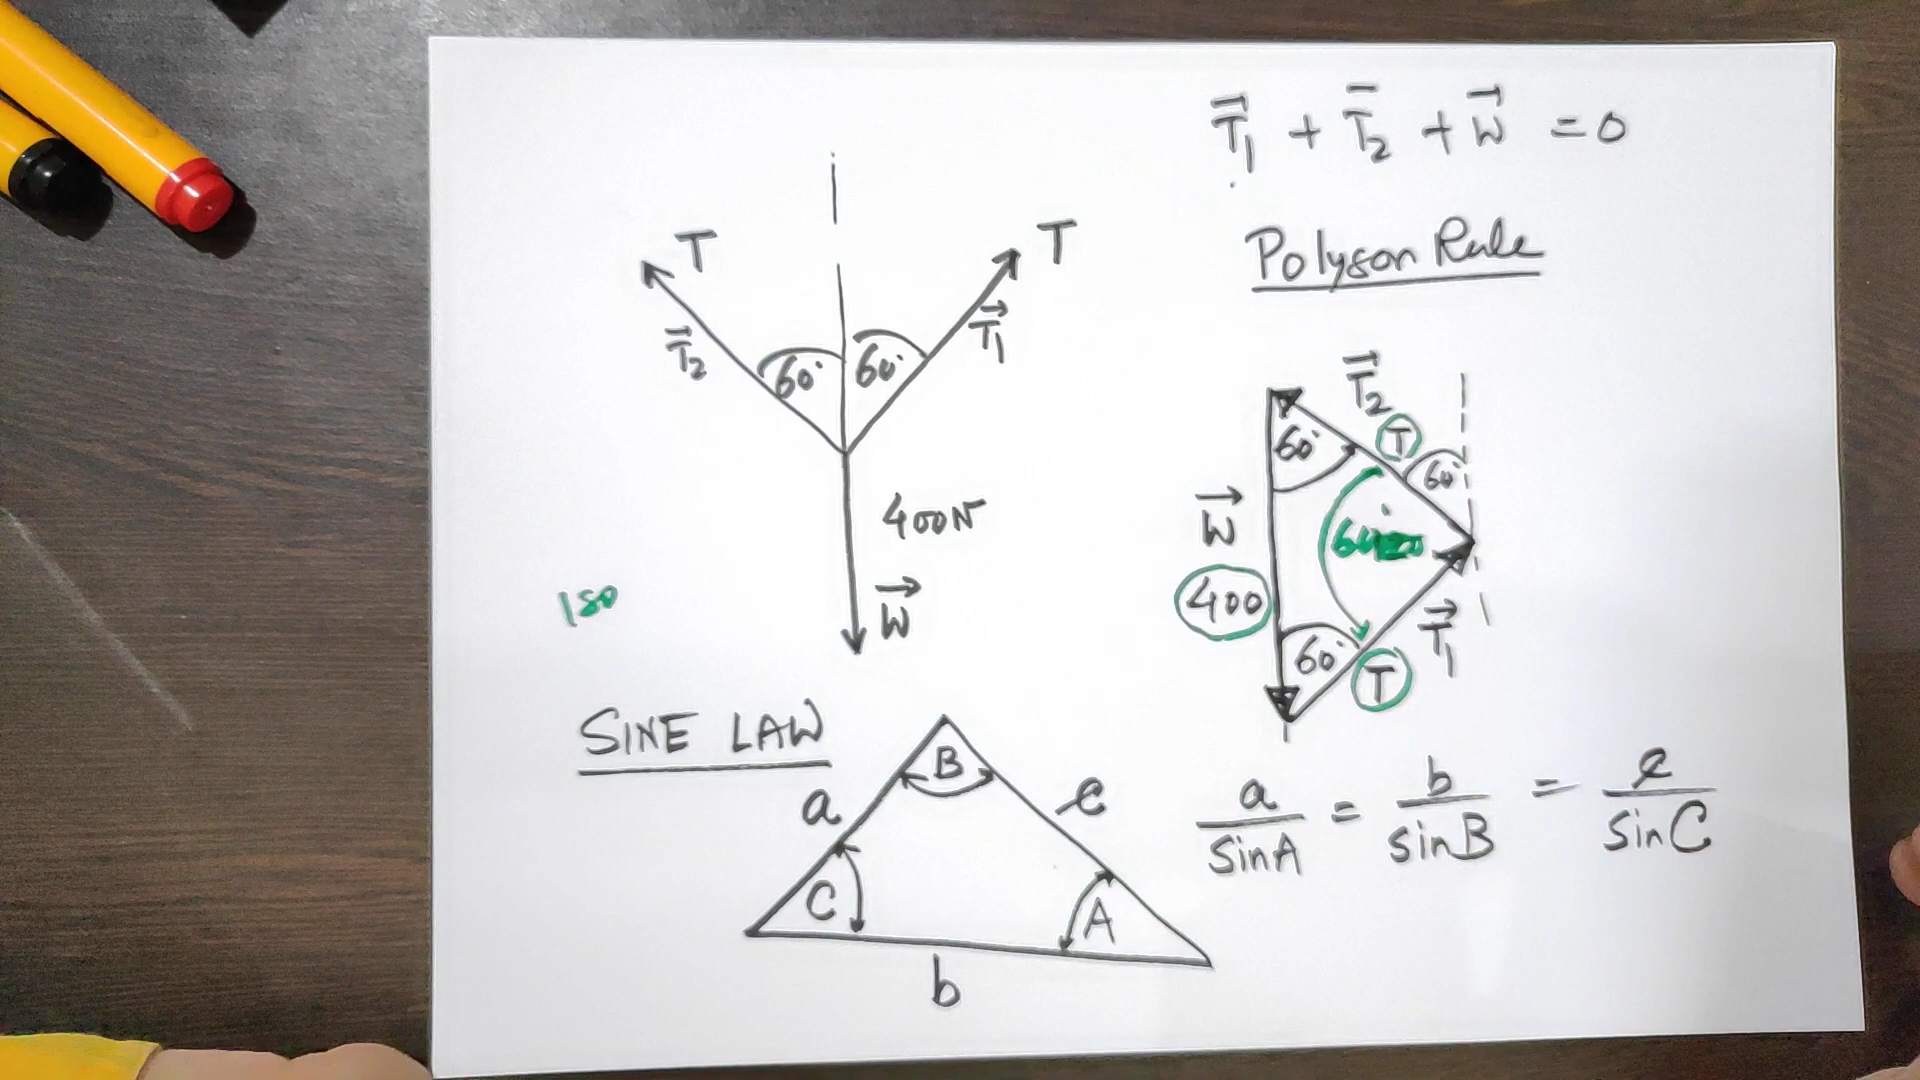 T⃗₁ + T̄₂ + W⃗ = 0
Polygon Rule
T
T
T⃗₂
T⃗₁
60°
60°
400N
W⃗
T⃗₂
T
60°
60°
W⃗
400
60°
T
T⃗₁
180
SINE LAW
B
a
c
C
A
b
a/sinA = b/sinB = c/sinC